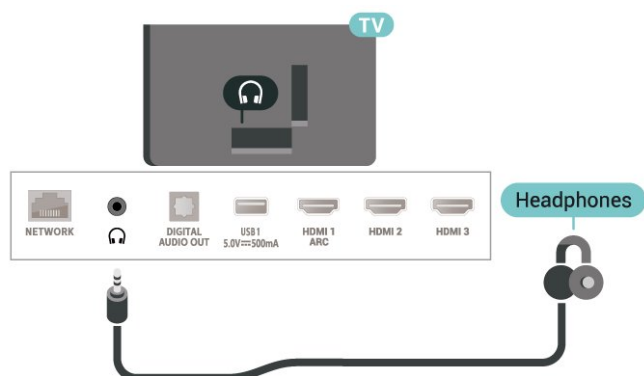 TV
NETWORK
DIGITAL
AUDIO OUT
USB 1
5.0V⎓500mA
HDMI 1
ARC
HDMI 2
HDMI 3
Headphones